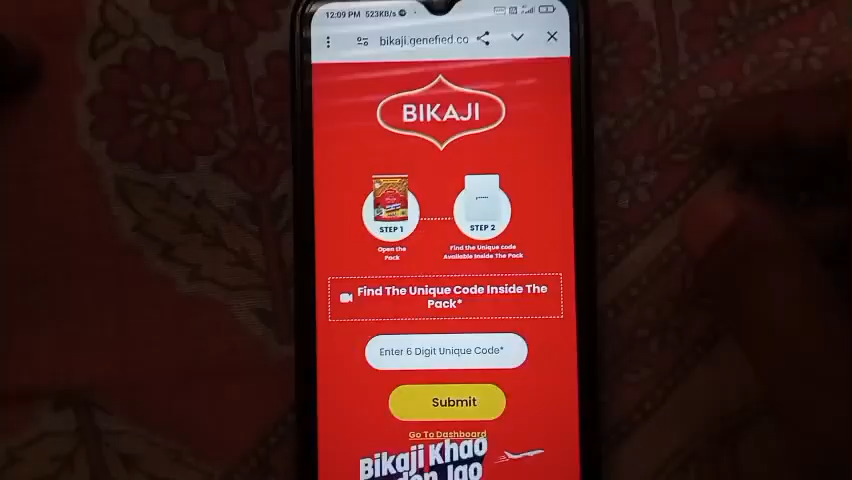 12:09 PM 523KB/s
bikaji.genefied.co
BIKAJI
STEP 1
STEP 2
Open the
Pack
Find the Unique code
Available Inside The Pack
Find The Unique Code Inside The
Pack*
Enter 6 Digit Unique Code*
Submit
Go To Dashboard
Bikaji Khao
Jao